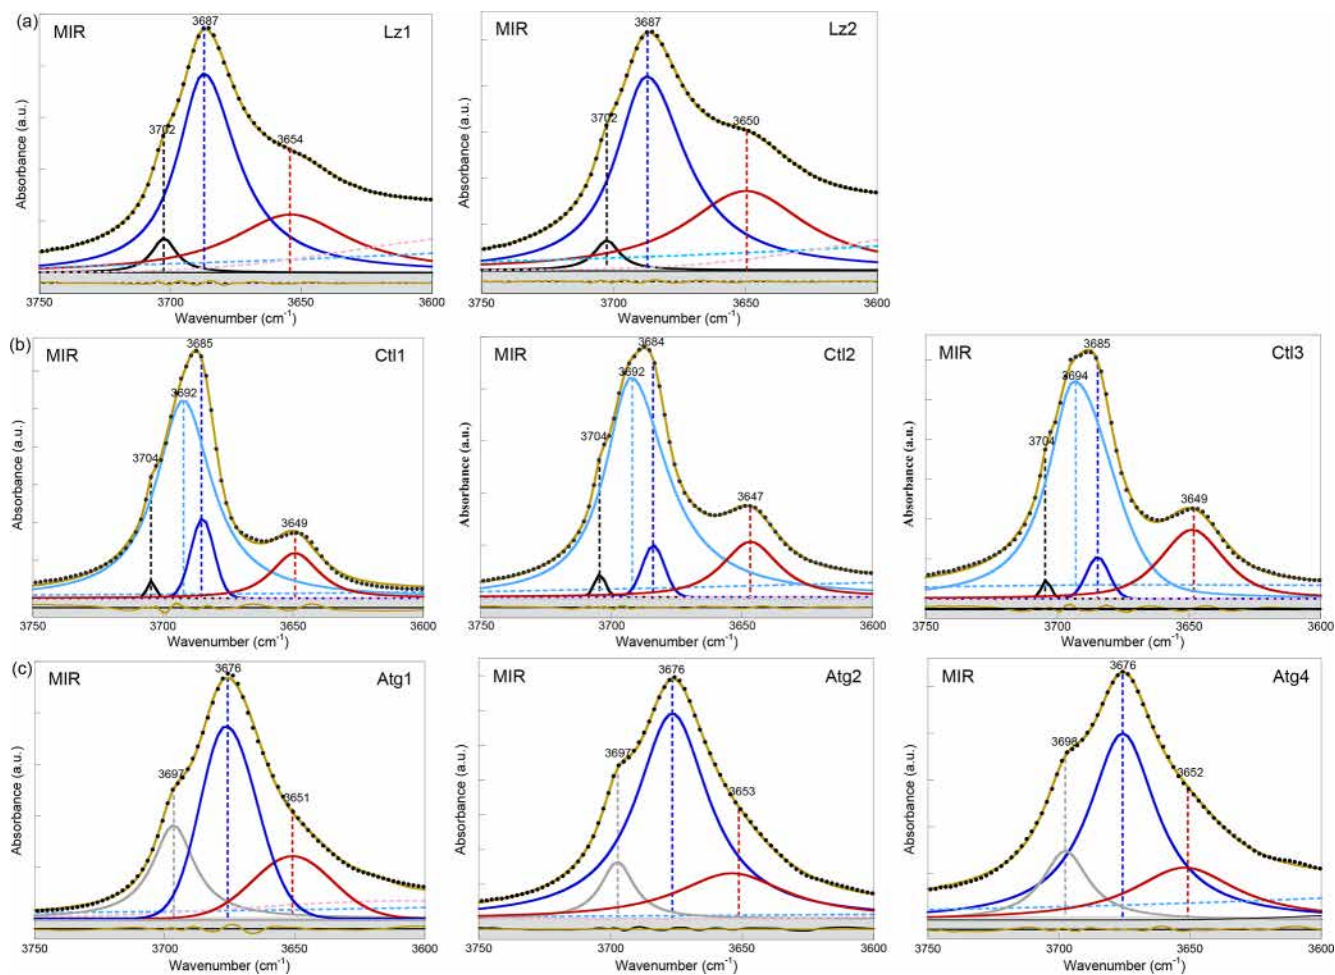 (a)
MIR
3687
Lz1
3702
3654
Absorbance (a.u.)
3750
3700
3650
3600
Wavenumber (cm⁻¹)
MIR
3687
Lz2
3702
3650
Absorbance (a.u.)
3750
3700
3650
3600
Wavenumber (cm⁻¹)
(b)
MIR
3685
Ctl1
3692
3704
3649
Absorbance (a.u.)
3750
3700
3650
3600
Wavenumber (cm⁻¹)
MIR
3684
Ctl2
3692
3704
3647
Absorbance (a.u.)
3750
3700
3650
3600
Wavenumber (cm⁻¹)
MIR
3685
Ctl3
3694
3704
3649
Absorbance (a.u.)
3750
3700
3650
3600
Wavenumber (cm⁻¹)
(c)
MIR
3676
Atg1
3697
3651
Absorbance (a.u.)
3750
3700
3650
3600
Wavenumber (cm⁻¹)
MIR
3676
Atg2
3697
3653
Absorbance (a.u.)
3750
3700
3650
3600
Wavenumber (cm⁻¹)
MIR
3676
Atg4
3698
3652
Absorbance (a.u.)
3750
3700
3650
3600
Wavenumber (cm⁻¹)